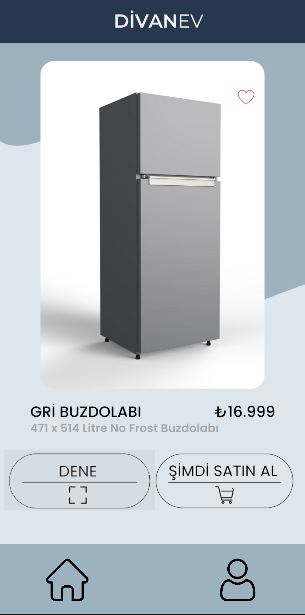 DİVANEV
GRİ BUZDOLABI ₺16.999
471 x 514 Litre No Frost Buzdolabı
DENE ŞİMDİ SATIN AL